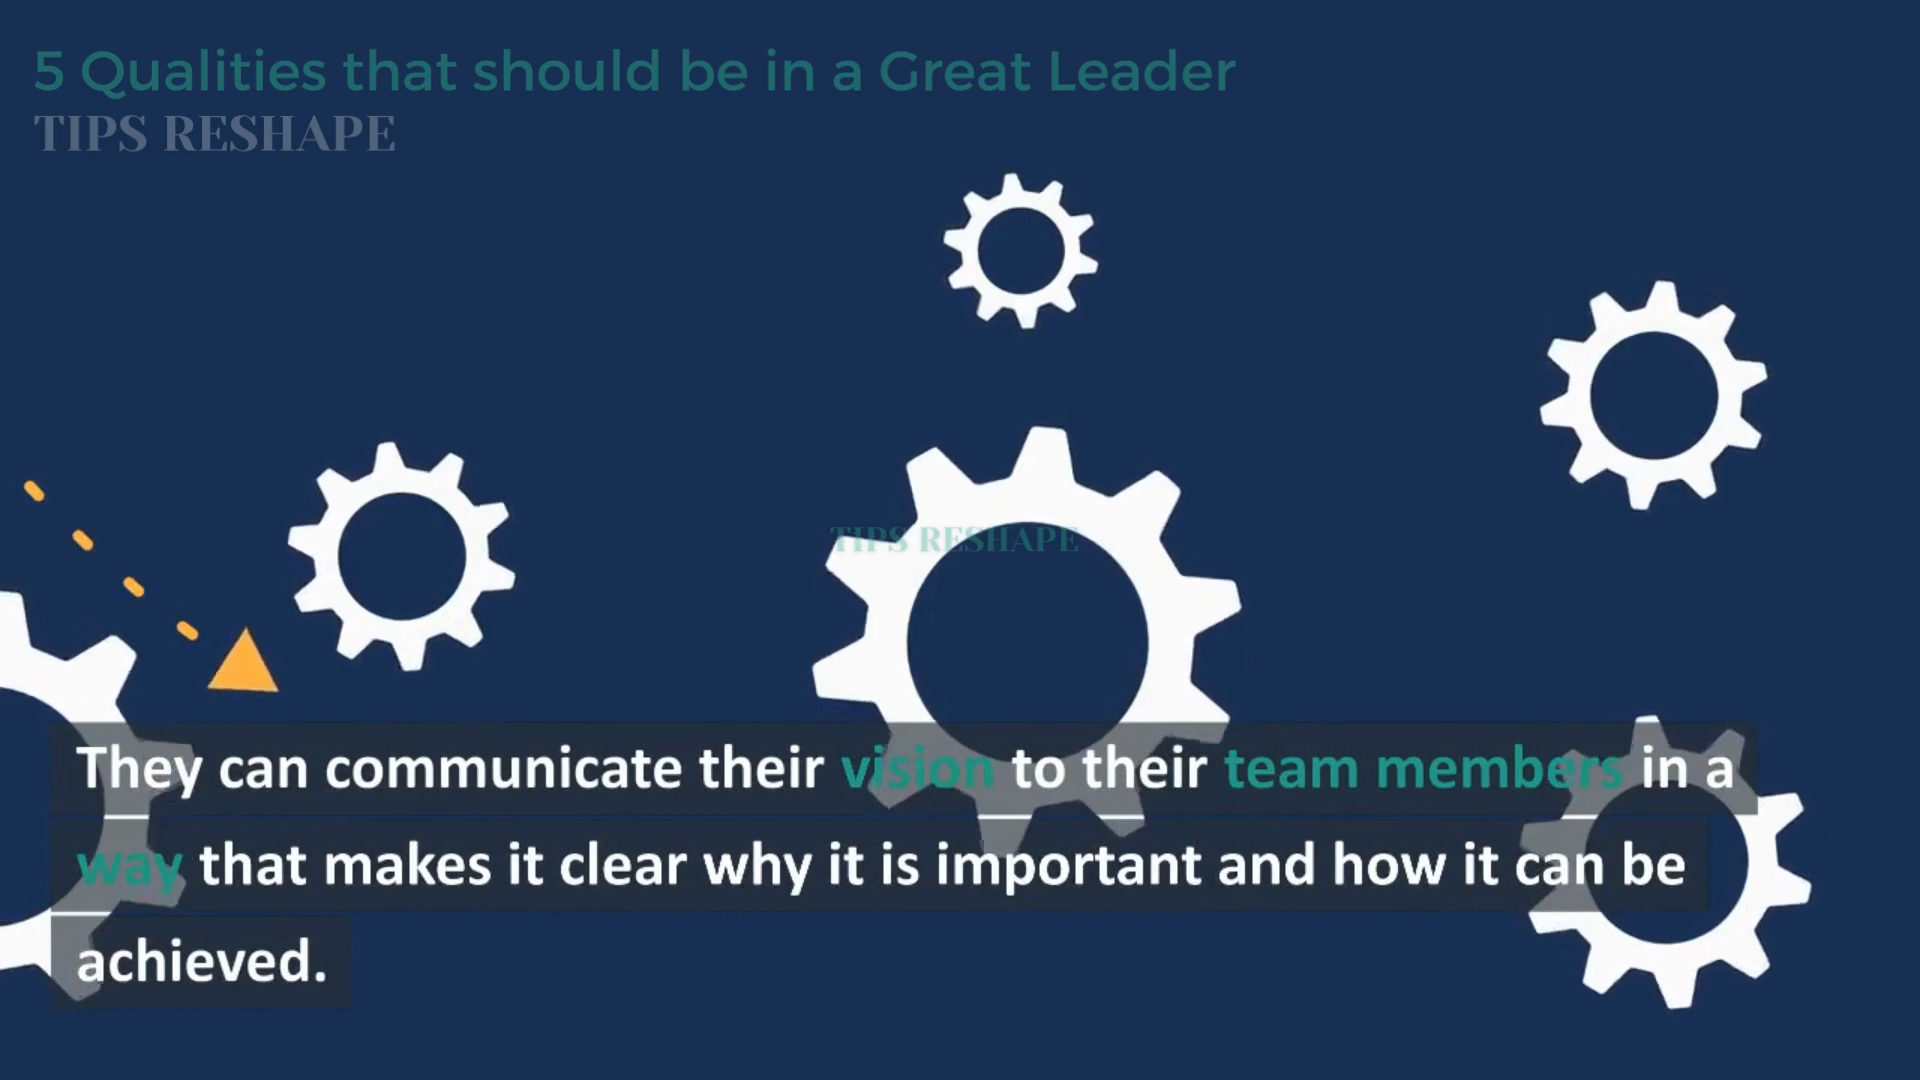 5 Qualities that should be in a Great Leader
TIPS RESHAPE
TIPS RESHAPE
They can communicate their vision to their team members in a
way that makes it clear why it is important and how it can be
achieved.